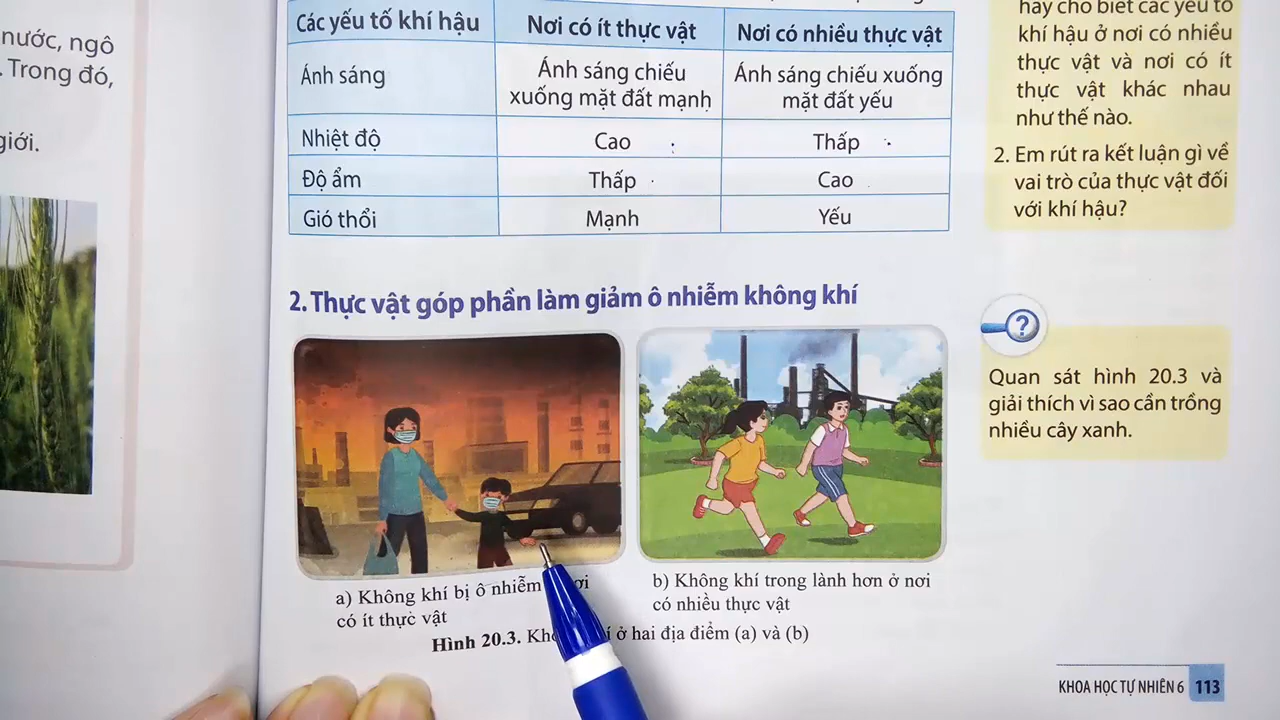 nước, ngô
. Trong đó,
giới.
Các yếu tố khí hậu
Nơi có ít thực vật
Nơi có nhiều thực vật
Ánh sáng
Ánh sáng chiếu
xuống mặt đất mạnh
Ánh sáng chiếu xuống
mặt đất yếu
Nhiệt độ
Cao
Thấp
Độ ẩm
Thấp
Cao
Gió thổi
Mạnh
Yếu
hãy cho biết các yếu tố
khí hậu ở nơi có nhiều
thực vật và nơi có ít
thực vật khác nhau
như thế nào.
2. Em rút ra kết luận gì về
vai trò của thực vật đối
với khí hậu?
2. Thực vật góp phần làm giảm ô nhiễm không khí
?
Quan sát hình 20.3 và
giải thích vì sao cần trồng
nhiều cây xanh.
a) Không khí bị ô nhiễm
có ít thực vật
b) Không khí trong lành hơn ở nơi
có nhiều thực vật
Hình 20.3. ở hai địa điểm (a) và (b)
KHOA HỌC TỰ NHIÊN 6 113